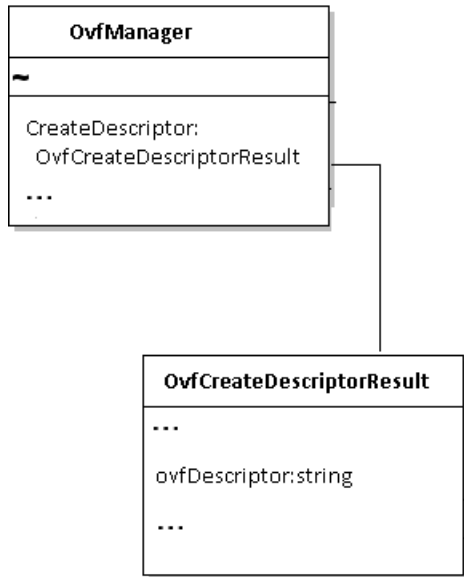 OvfManager
~
CreateDescriptor:
OvfCreateDescriptorResult
...
OvfCreateDescriptorResult
...
ovfDescriptor:string
...